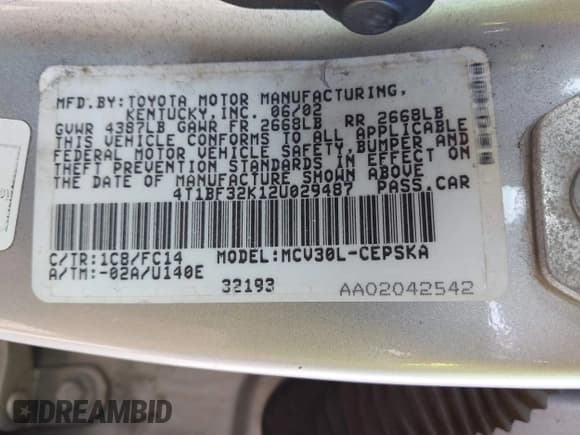 MFD.BY: TOYOTA MOTOR MANUFACTURING,
KENTUCKY, INC. 06/02
GVWR 4387LB GAWR FR 2668LB RR 2668LB
THIS VEHICLE CONFORMS TO ALL APPLICABLE
FEDERAL MOTOR VEHICLE SAFETY, BUMPER AND
THEFT PREVENTION STANDARDS IN EFFECT ON
THE DATE OF MANUFACTURE SHOWN ABOVE
4T1BF32K12U029487 PASS.CAR
C/TR:1C8/FC14 MODEL:MCV30L-CEPSKA
A/TM:-02A/U140E
32193
AA02042542
DREAMBID